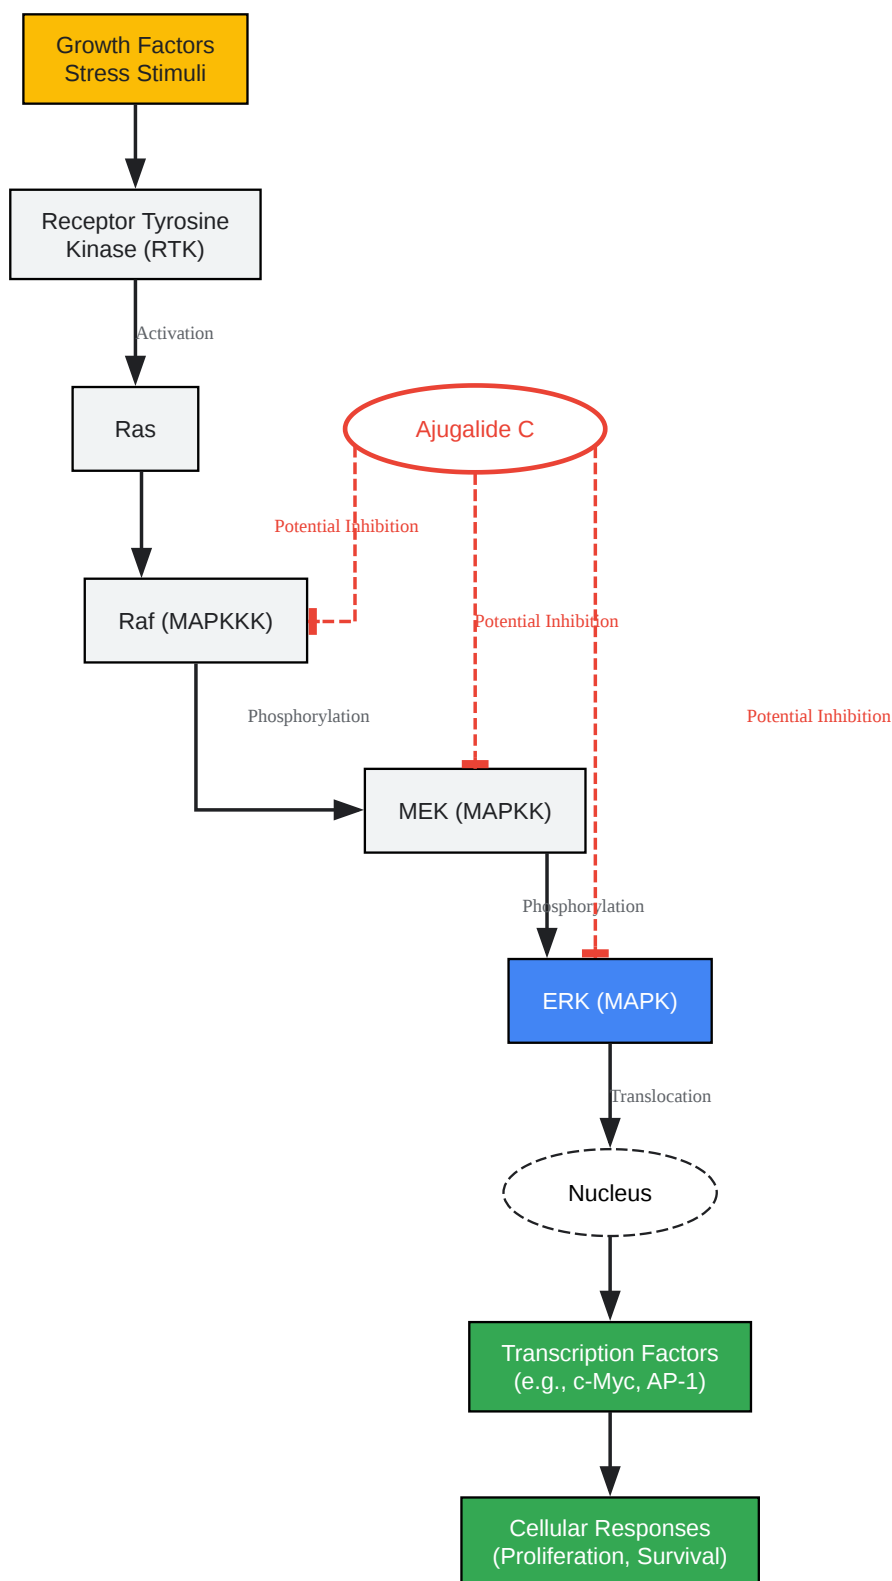 Growth Factors
Stress Stimuli
Receptor Tyrosine
Kinase (RTK)
Activation
Ras
Ajugalide C
Potential Inhibition
Raf (MAPKKK)
Potential Inhibition
Phosphorylation
Potential Inhibition
MEK (MAPKK)
Phosphorylation
ERK (MAPK)
Translocation
Nucleus
Transcription Factors
(e.g., c-Myc, AP-1)
Cellular Responses
(Proliferation, Survival)